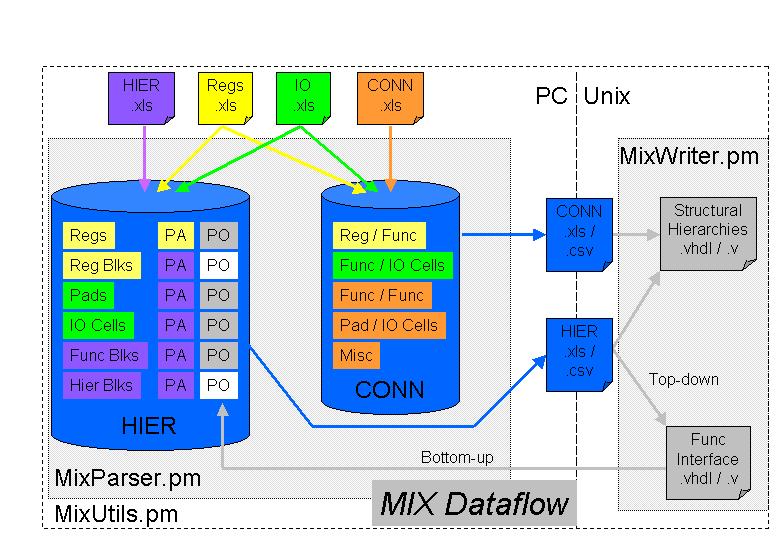 HIER
.xls
Regs
.xls
IO
.xls
CONN
.xls
PC
Unix
MixWriter.pm
CONN
.xls /
.csv
Structural
Hierarchies
.vhdl / .v
Regs PA PO
Reg Blks PA PO
Pads PA PO
IO Cells PA PO
Func Blks PA PO
Hier Blks PA PO
HIER
Reg / Func
Func / IO Cells
Func / Func
Pad / IO Cells
Misc
CONN
HIER
.xls /
.csv
Top-down
Func
Interface
.vhdl / .v
Bottom-up
MixParser.pm
MIX Dataflow
MixUtils.pm